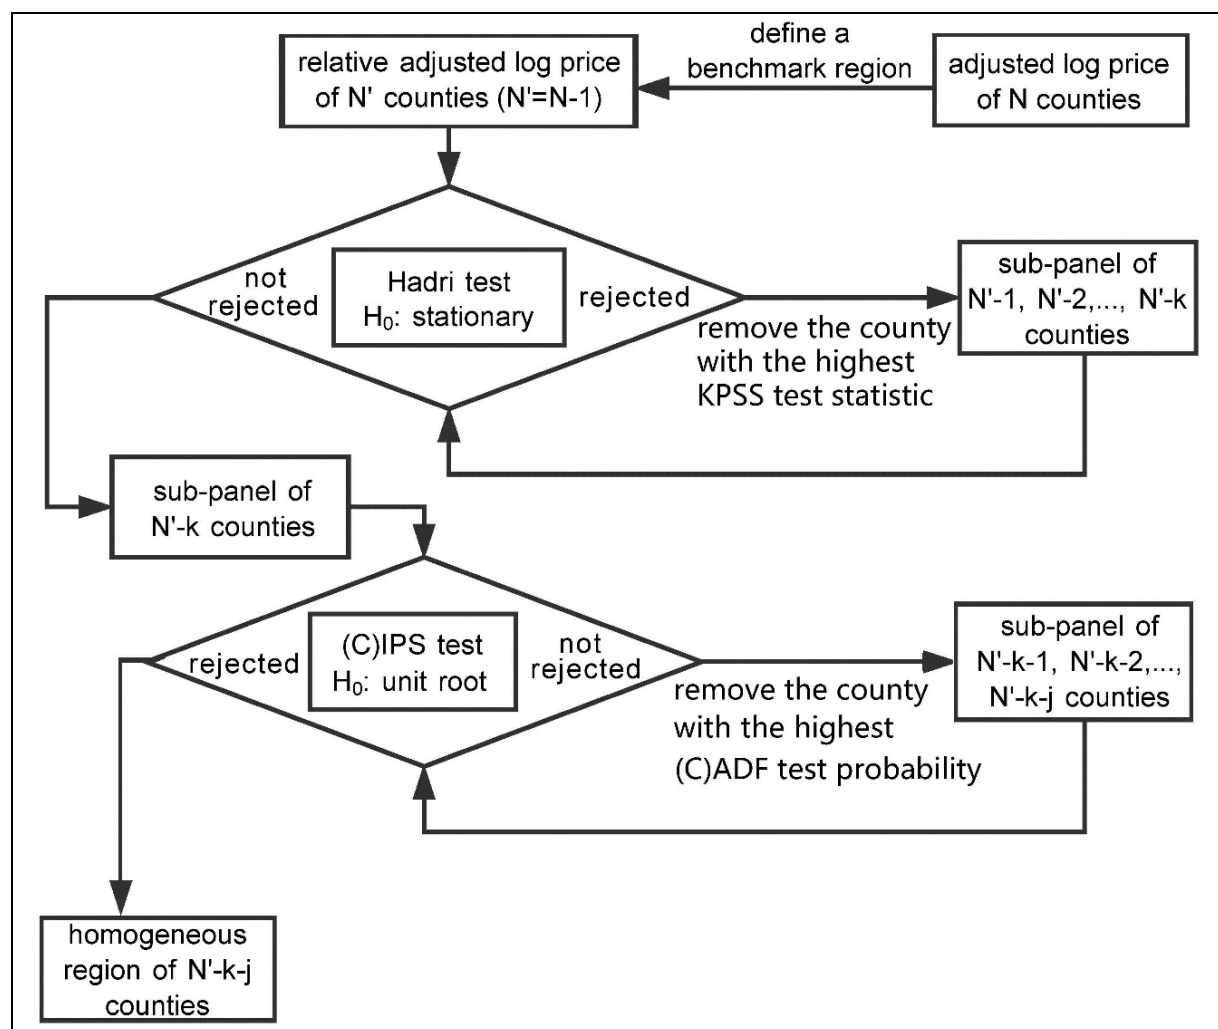 define a
benchmark region
adjusted log price
of N counties
relative adjusted log price
of N' counties (N'=N-1)
not
rejected
Hadri test
H₀: stationary
rejected
remove the county
with the highest
KPSS test statistic
sub-panel of
N'-1, N'-2,..., N'-k
counties
sub-panel of
N'-k counties
rejected
(C)IPS test
H₀: unit root
not
rejected
remove the county
with the highest
(C)ADF test probability
sub-panel of
N'-k-1, N'-k-2,...,
N'-k-j counties
homogeneous
region of N'-k-j
counties